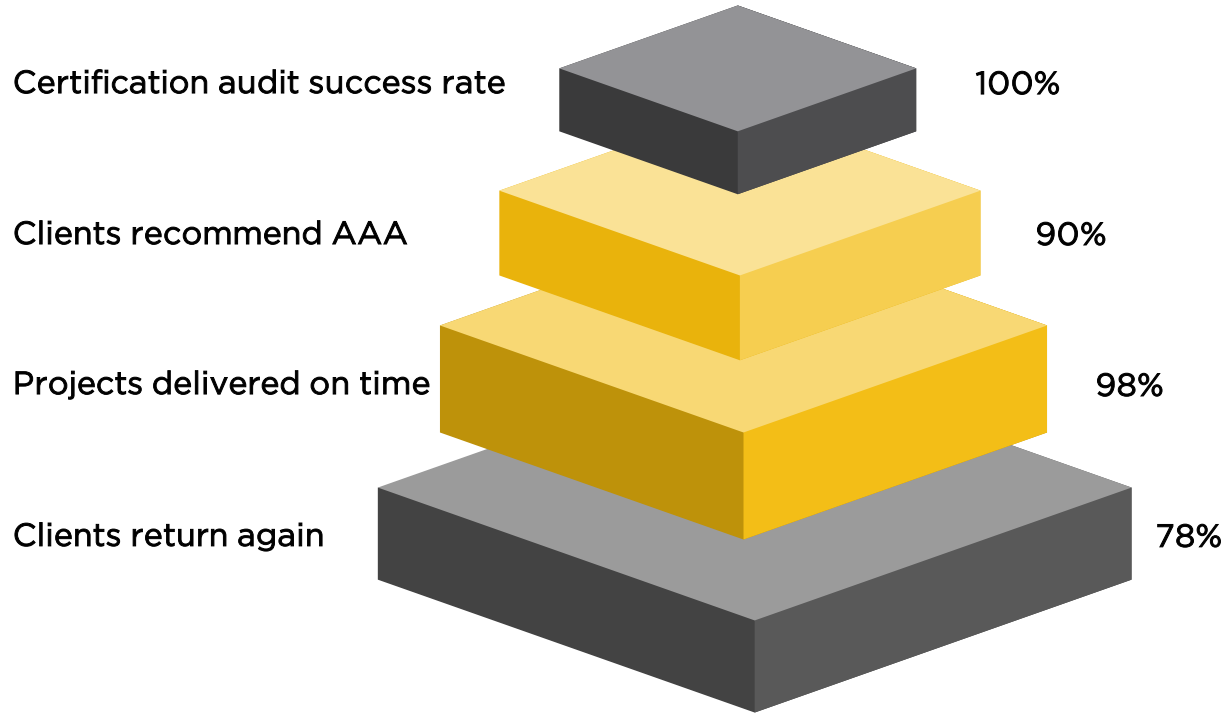 Certification audit success rate 100%
Clients recommend AAA 90%
Projects delivered on time 98%
Clients return again 78%